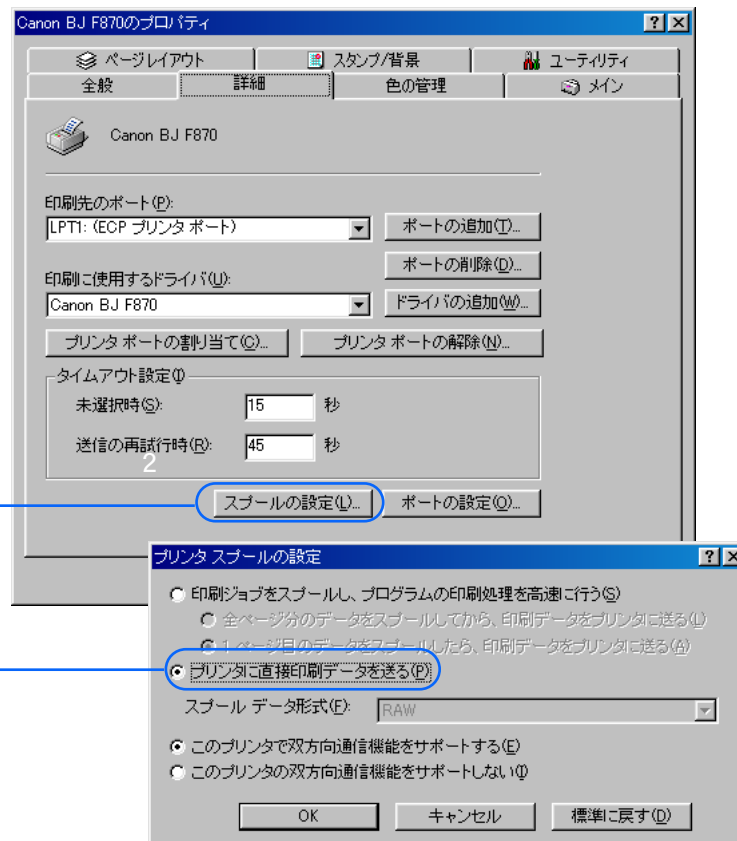 Canon BJ F870のプロパティ
ページレイアウト スタンプ/背景 ユーティリティ
全般 詳細 色の管理 メイン
Canon BJ F870
印刷先のポート(P):
LPT1: (ECP プリンタ ポート) ポートの追加(T)...
ポートの削除(D)...
印刷に使用するドライバ(U):
Canon BJ F870 ドライバの追加(W)...
プリンタ ポートの割り当て(C)... プリンタ ポートの解除(N)...
タイムアウト設定(I)
未選択時(S): 15 秒
送信の再試行時(R): 45 秒
2
スプールの設定(L)... ポートの設定(O)...
プリンタ スプールの設定
印刷ジョブをスプールし、プログラムの印刷処理を高速に行う(S)
全ページ分のデータをスプールしてから、印刷データをプリンタに送る(L)
1 ページ目のデータをスプールしたら、印刷データをプリンタに送る(A)
プリンタに直接印刷データを送る(P)
スプール データ形式(F): RAW
このプリンタで双方向通信機能をサポートする(E)
このプリンタの双方向通信機能をサポートしない(I)
OK キャンセル 標準に戻す(D)